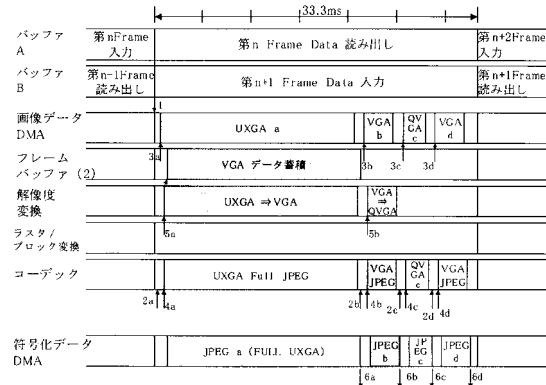 33.3ms
バッファ
A
第nFrame
入力
第n Frame Data 読み出し
第n+2Frame
入力
バッファ
B
第n-1Frame
読み出し
第n+1 Frame Data 入力
第n+1Frame
読み出し
1
画像データ
DMA
UXGA a
VGA
b
QV
GA
c
VGA
d
3a
3b
3c
3d
フレーム
バッファ(2)
VGA データ蓄積
解像度
変換
UXGA ⇒VGA
VGA
⇒
QVGA
5a
5b
ラスタ/
ブロック変換
コーデック
UXGA Full JPEG
VGA
JPEG
QV
GA
c
VGA
JPEG
2a
4a
2b
4b
2c
4c
2d
4d
符号化データ
DMA
JPEG a (FULL UXGA)
JPEG
b
JP
EG
c
JPEG
d
6a
6b
6c
6d